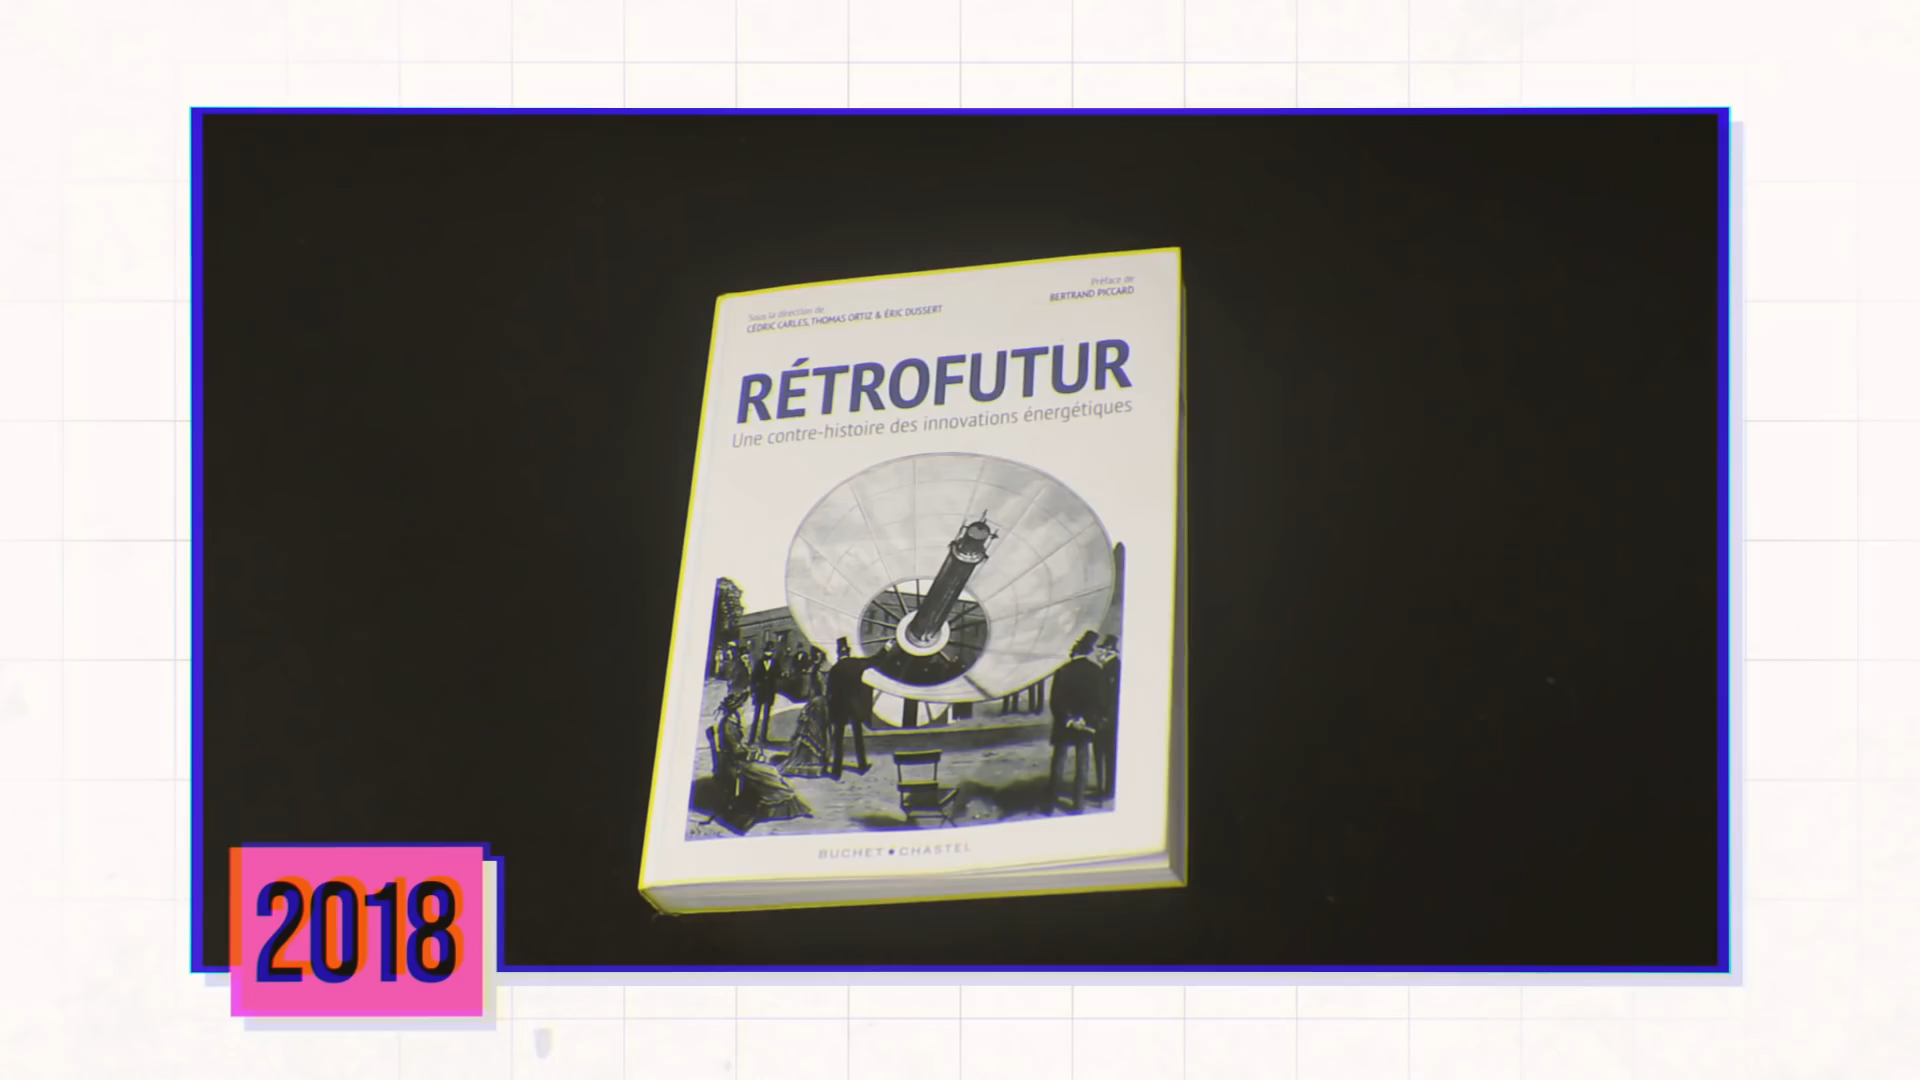 Sous la direction de
CÉDRIC CARLES, THOMAS ORTIZ & ÉRIC DUSSERT
Préface de
BERTRAND PICCARD
RÉTROFUTUR
Une contre-histoire des innovations énergétiques
BUCHET • CHASTEL
2018